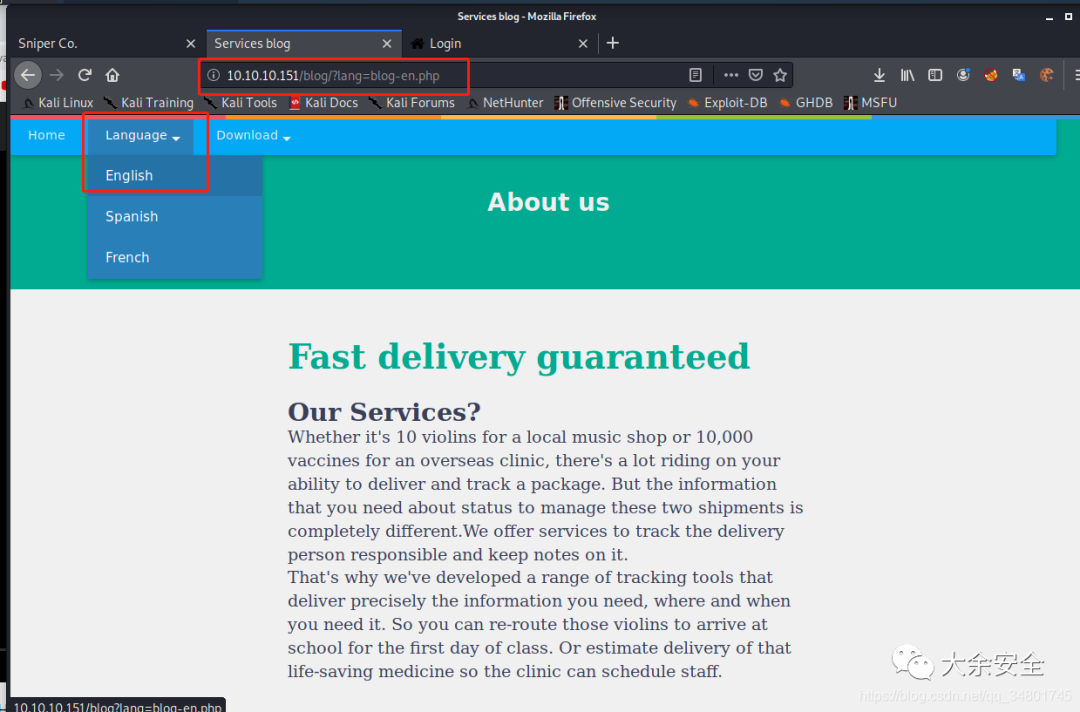 Services blog - Mozilla Firefox
Sniper Co.
Services blog
Login
10.10.10.151/blog/?lang=blog-en.php
Kali Linux
Kali Training
Kali Tools
Kali Docs
Kali Forums
NetHunter
Offensive Security
Exploit-DB
GHDB
MSFU
Home
Language
Download
English
Spanish
French
About us
Fast delivery guaranteed
Our Services?
Whether it's 10 violins for a local music shop or 10,000
vaccines for an overseas clinic, there's a lot riding on your
ability to deliver and track a package. But the information
that you need about status to manage these two shipments is
completely different.We offer services to track the delivery
person responsible and keep notes on it.
That's why we've developed a range of tracking tools that
deliver precisely the information you need, where and when
you need it. So you can re-route those violins to arrive at
school for the first day of class. Or estimate delivery of that
life-saving medicine so the clinic can schedule staff.
大余安全
https://blog.csdn.net/qq_34801745
10.10.10.151/blog?lang=blog-en.php